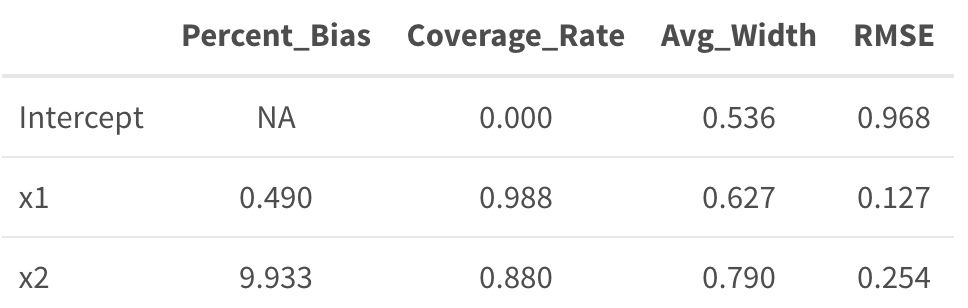 Percent_Bias Coverage_Rate Avg_Width RMSE
Intercept NA 0.000 0.536 0.968
x1 0.490 0.988 0.627 0.127
x2 9.933 0.880 0.790 0.254